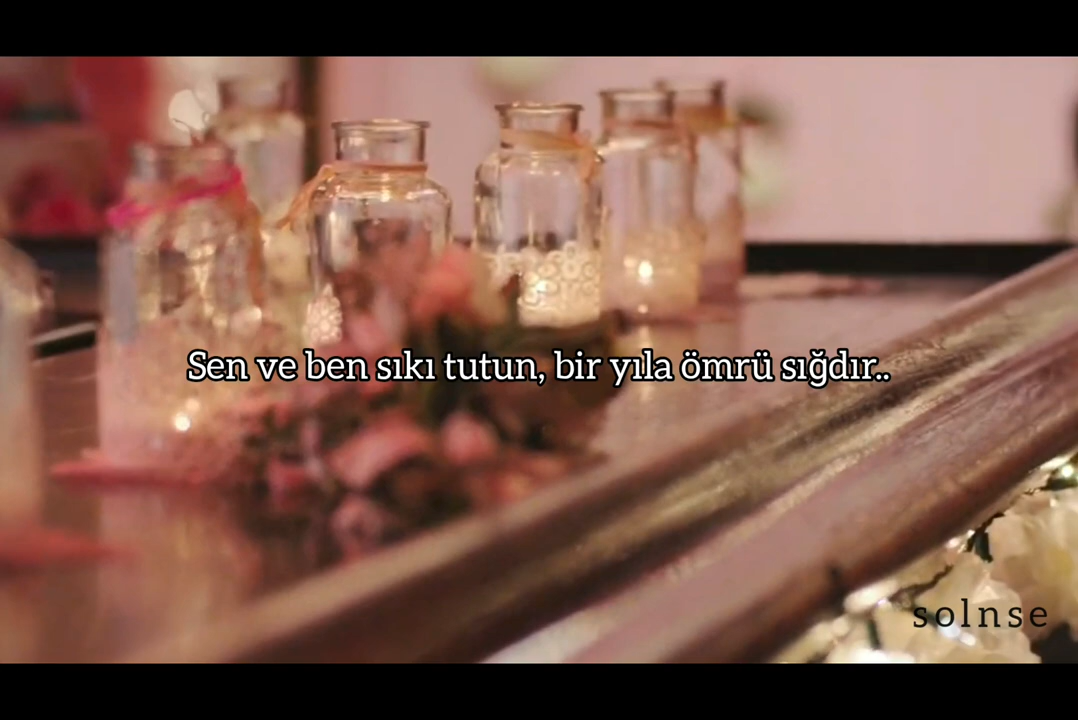 Sen ve ben sıkı tutun, bir yıla ömrü sığdır..
solnse